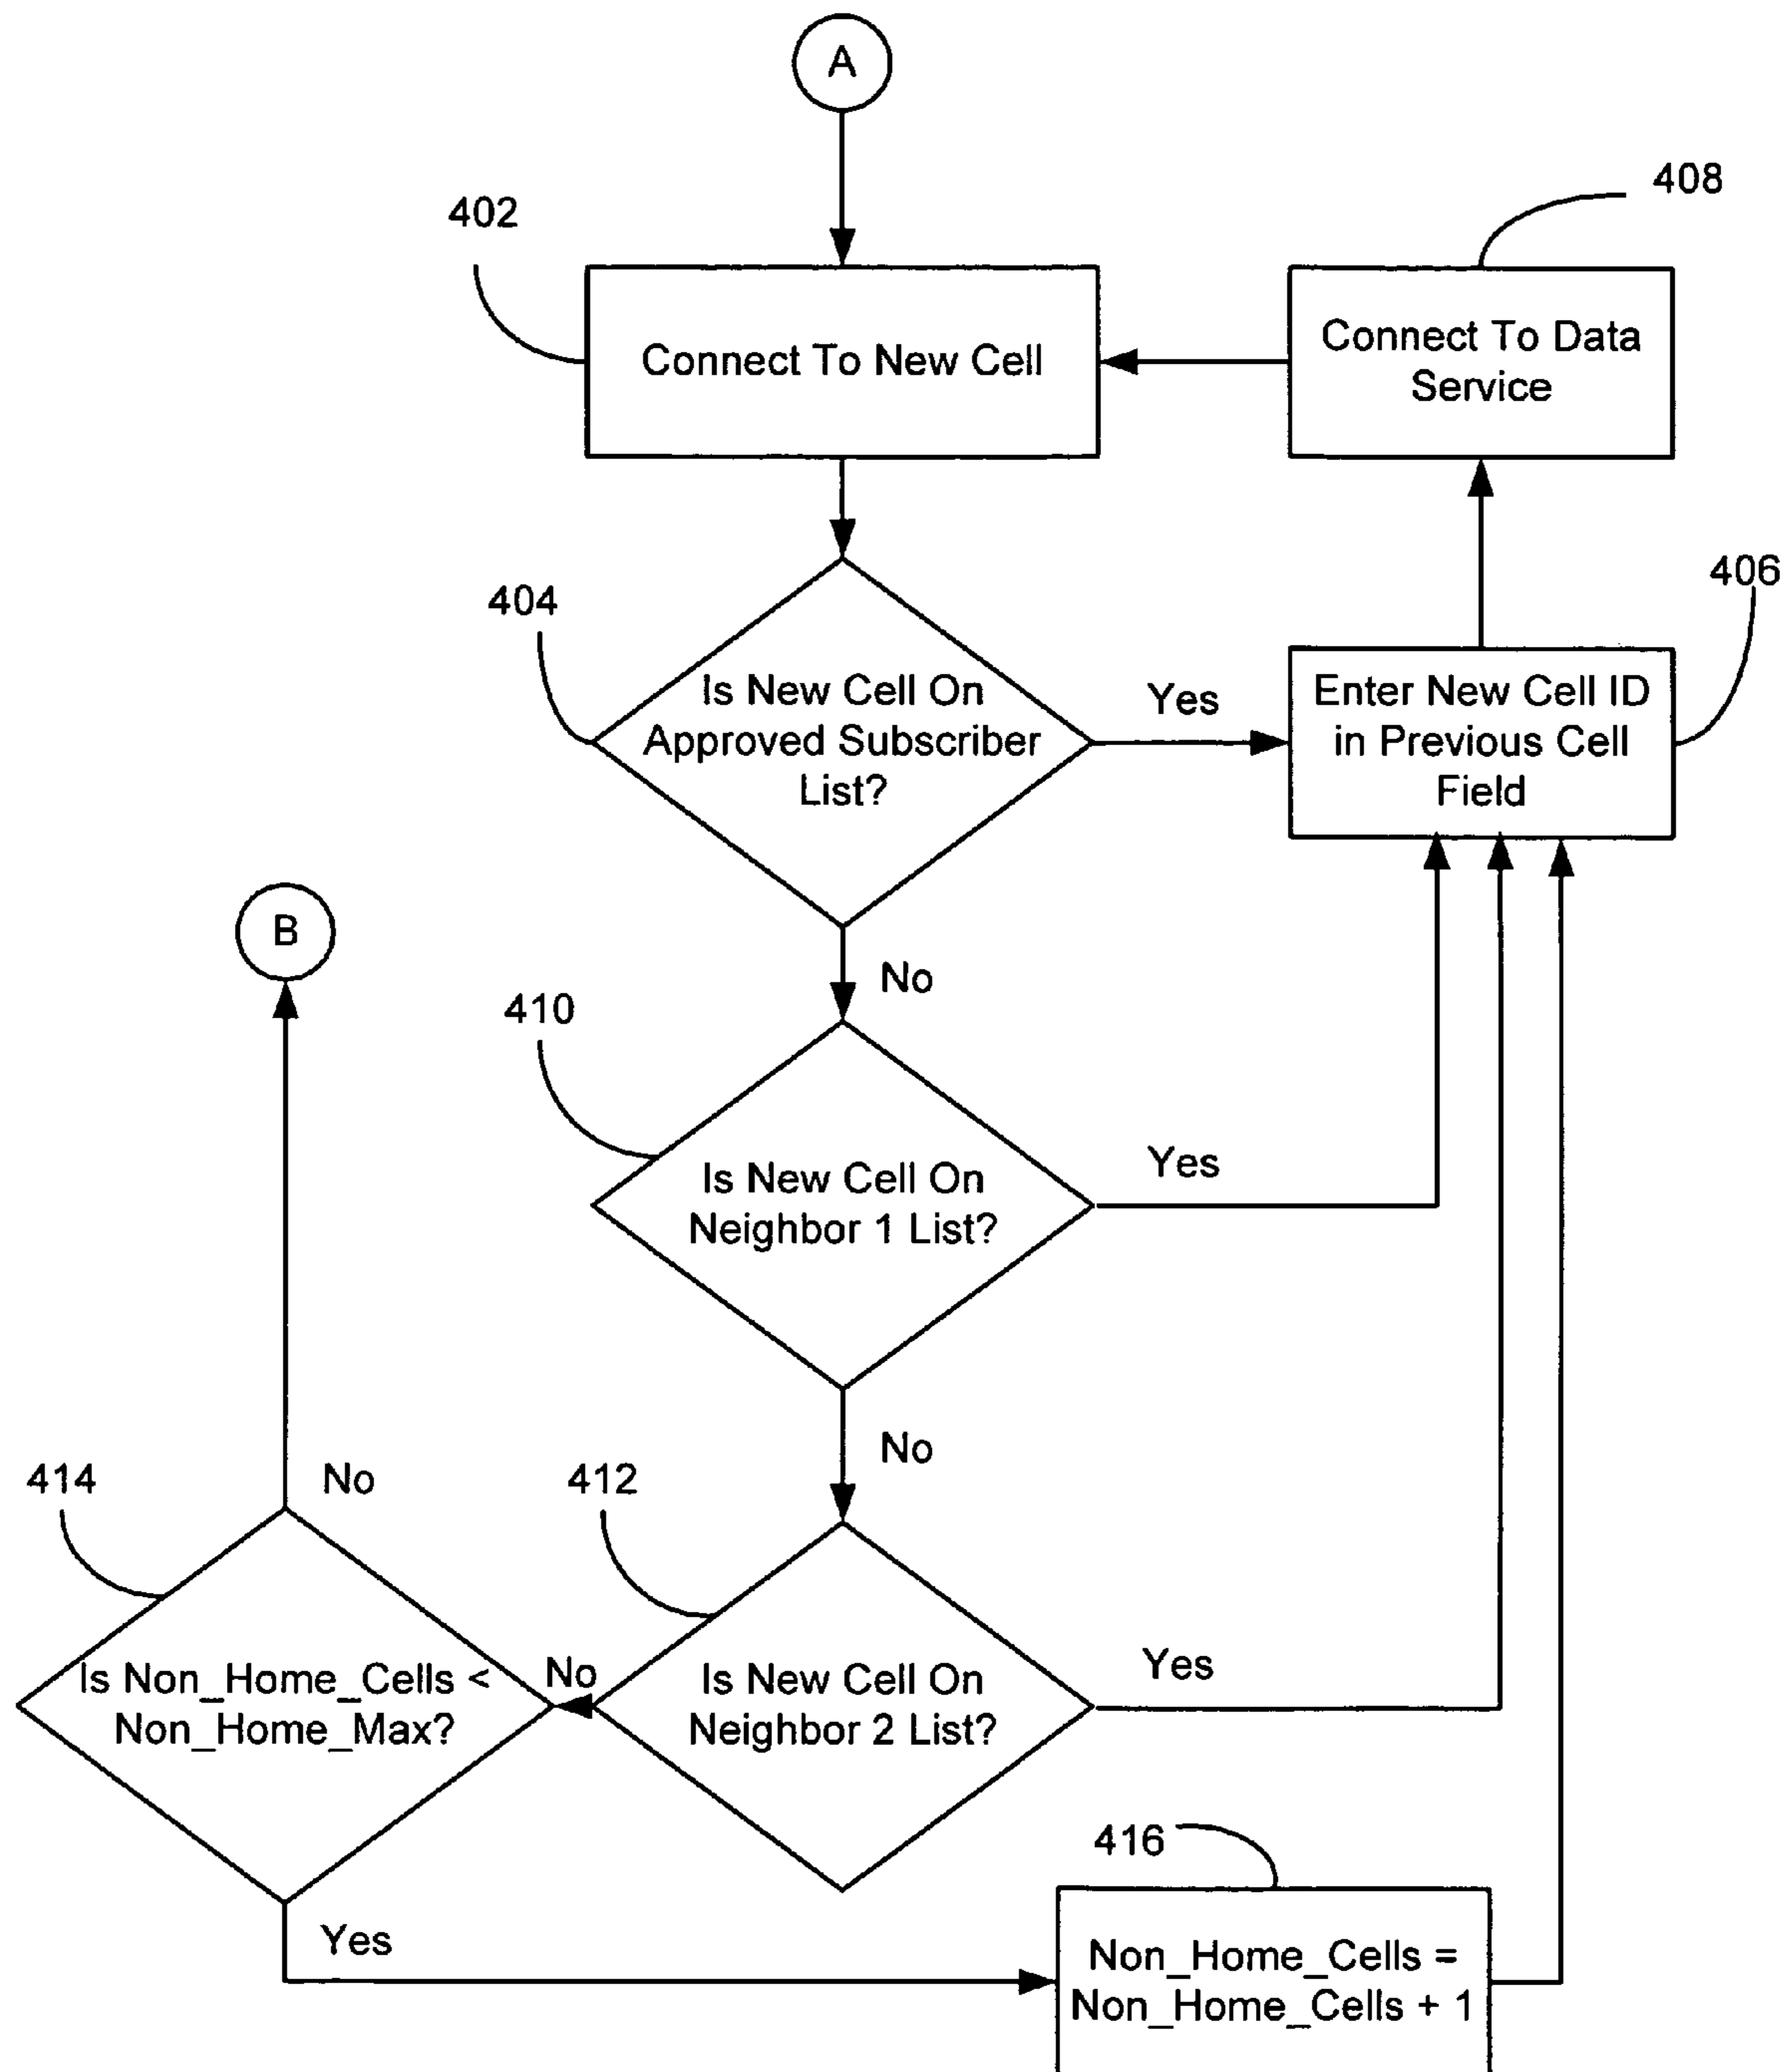 A
408
402
Connect To New Cell
Connect To Data
Service
404
406
Is New Cell On
Approved Subscriber
List?
Yes
Enter New Cell ID
in Previous Cell
Field
B
No
410
Is New Cell On
Neighbor 1 List?
Yes
No
414
No
412
Is Non_Home_Cells <
Non_Home_Max?
No
Is New Cell On
Neighbor 2 List?
Yes
416
Yes
Non_Home_Cells =
Non_Home_Cells + 1